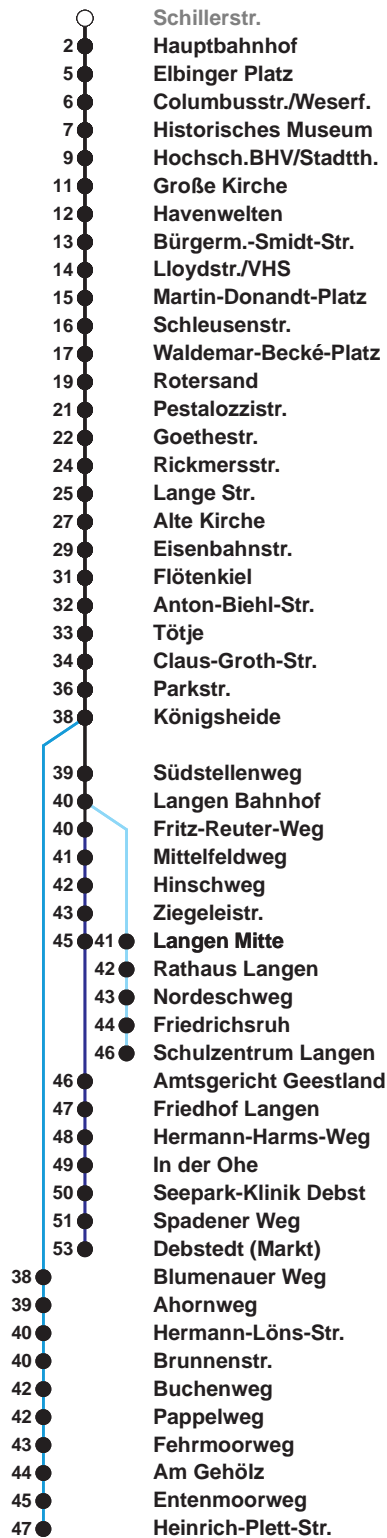 Schillerstr.
2 Hauptbahnhof
5 Elbinger Platz
6 Columbusstr./Weserf.
7 Historisches Museum
9 Hochsch.BHV/Stadtth.
11 Große Kirche
12 Havenwelten
13 Bürgerm.-Smidt-Str.
14 Lloydstr./VHS
15 Martin-Donandt-Platz
16 Schleusenstr.
17 Waldemar-Becké-Platz
19 Rotersand
21 Pestalozzistr.
22 Goethestr.
24 Rickmersstr.
25 Lange Str.
27 Alte Kirche
29 Eisenbahnstr.
31 Flötenkiel
32 Anton-Biehl-Str.
33 Tötje
34 Claus-Groth-Str.
36 Parkstr.
38 Königsheide
39 Südstellenweg
40 Langen Bahnhof
40 Fritz-Reuter-Weg
41 Mittelfeldweg
42 Hinschweg
43 Ziegeleistr.
45 41 Langen Mitte
42 Rathaus Langen
43 Nordeschweg
44 Friedrichsruh
46 Schulzentrum Langen
46 Amtsgericht Geestland
47 Friedhof Langen
48 Hermann-Harms-Weg
49 In der Ohe
50 Seepark-Klinik Debst
51 Spadener Weg
53 Debstedt (Markt)
38 Blumenauer Weg
39 Ahornweg
40 Hermann-Löns-Str.
40 Brunnenstr.
42 Buchenweg
42 Pappelweg
43 Fehrmoorweg
44 Am Gehölz
45 Entenmoorweg
47 Heinrich-Plett-Str.